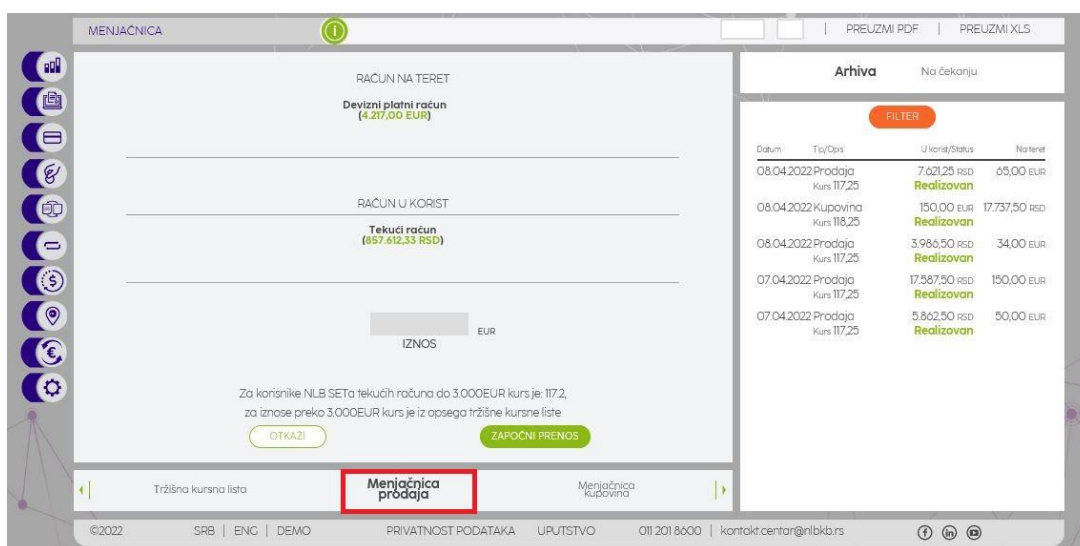 MENJAČNICA
i
| PREUZMI PDF | PREUZMI XLS
RAČUN NA TERET
Devizni platni račun
(4.217,00 EUR)
RAČUN U KORIST
Tekući račun
(857.612,33 RSD)
EUR
IZNOS
Za korisnike NLB SETa tekućih računa do 3.000EUR kurs je: 117.2,
za iznose preko 3.000EUR kurs je iz opsega tržišne kursne liste
OTKAŽI
ZAPOČNI PRENOS
Tržišna kursna lista
Menjačnica
prodaja
Menjačnica
kupovina
Arhiva
Na čekanju
FILTER
Datum Tip/Opis U korist/Status Na teret
08.04.2022 Prodaja 7.621,25 RSD 65,00 EUR
Kurs 117,25 Realizovan
08.04.2022 Kupovina 150,00 EUR 17.737,50 RSD
Kurs 118,25 Realizovan
08.04.2022 Prodaja 3.986,50 RSD 34,00 EUR
Kurs 117,25 Realizovan
07.04.2022 Prodaja 17.587,50 RSD 150,00 EUR
Kurs 117,25 Realizovan
07.04.2022 Prodaja 5.862,50 RSD 50,00 EUR
Kurs 117,25 Realizovan
©2022 SRB | ENG | DEMO PRIVATNOST PODATAKA UPUTSTVO 011 201 8600 | kontakt.centar@nlbkb.rs